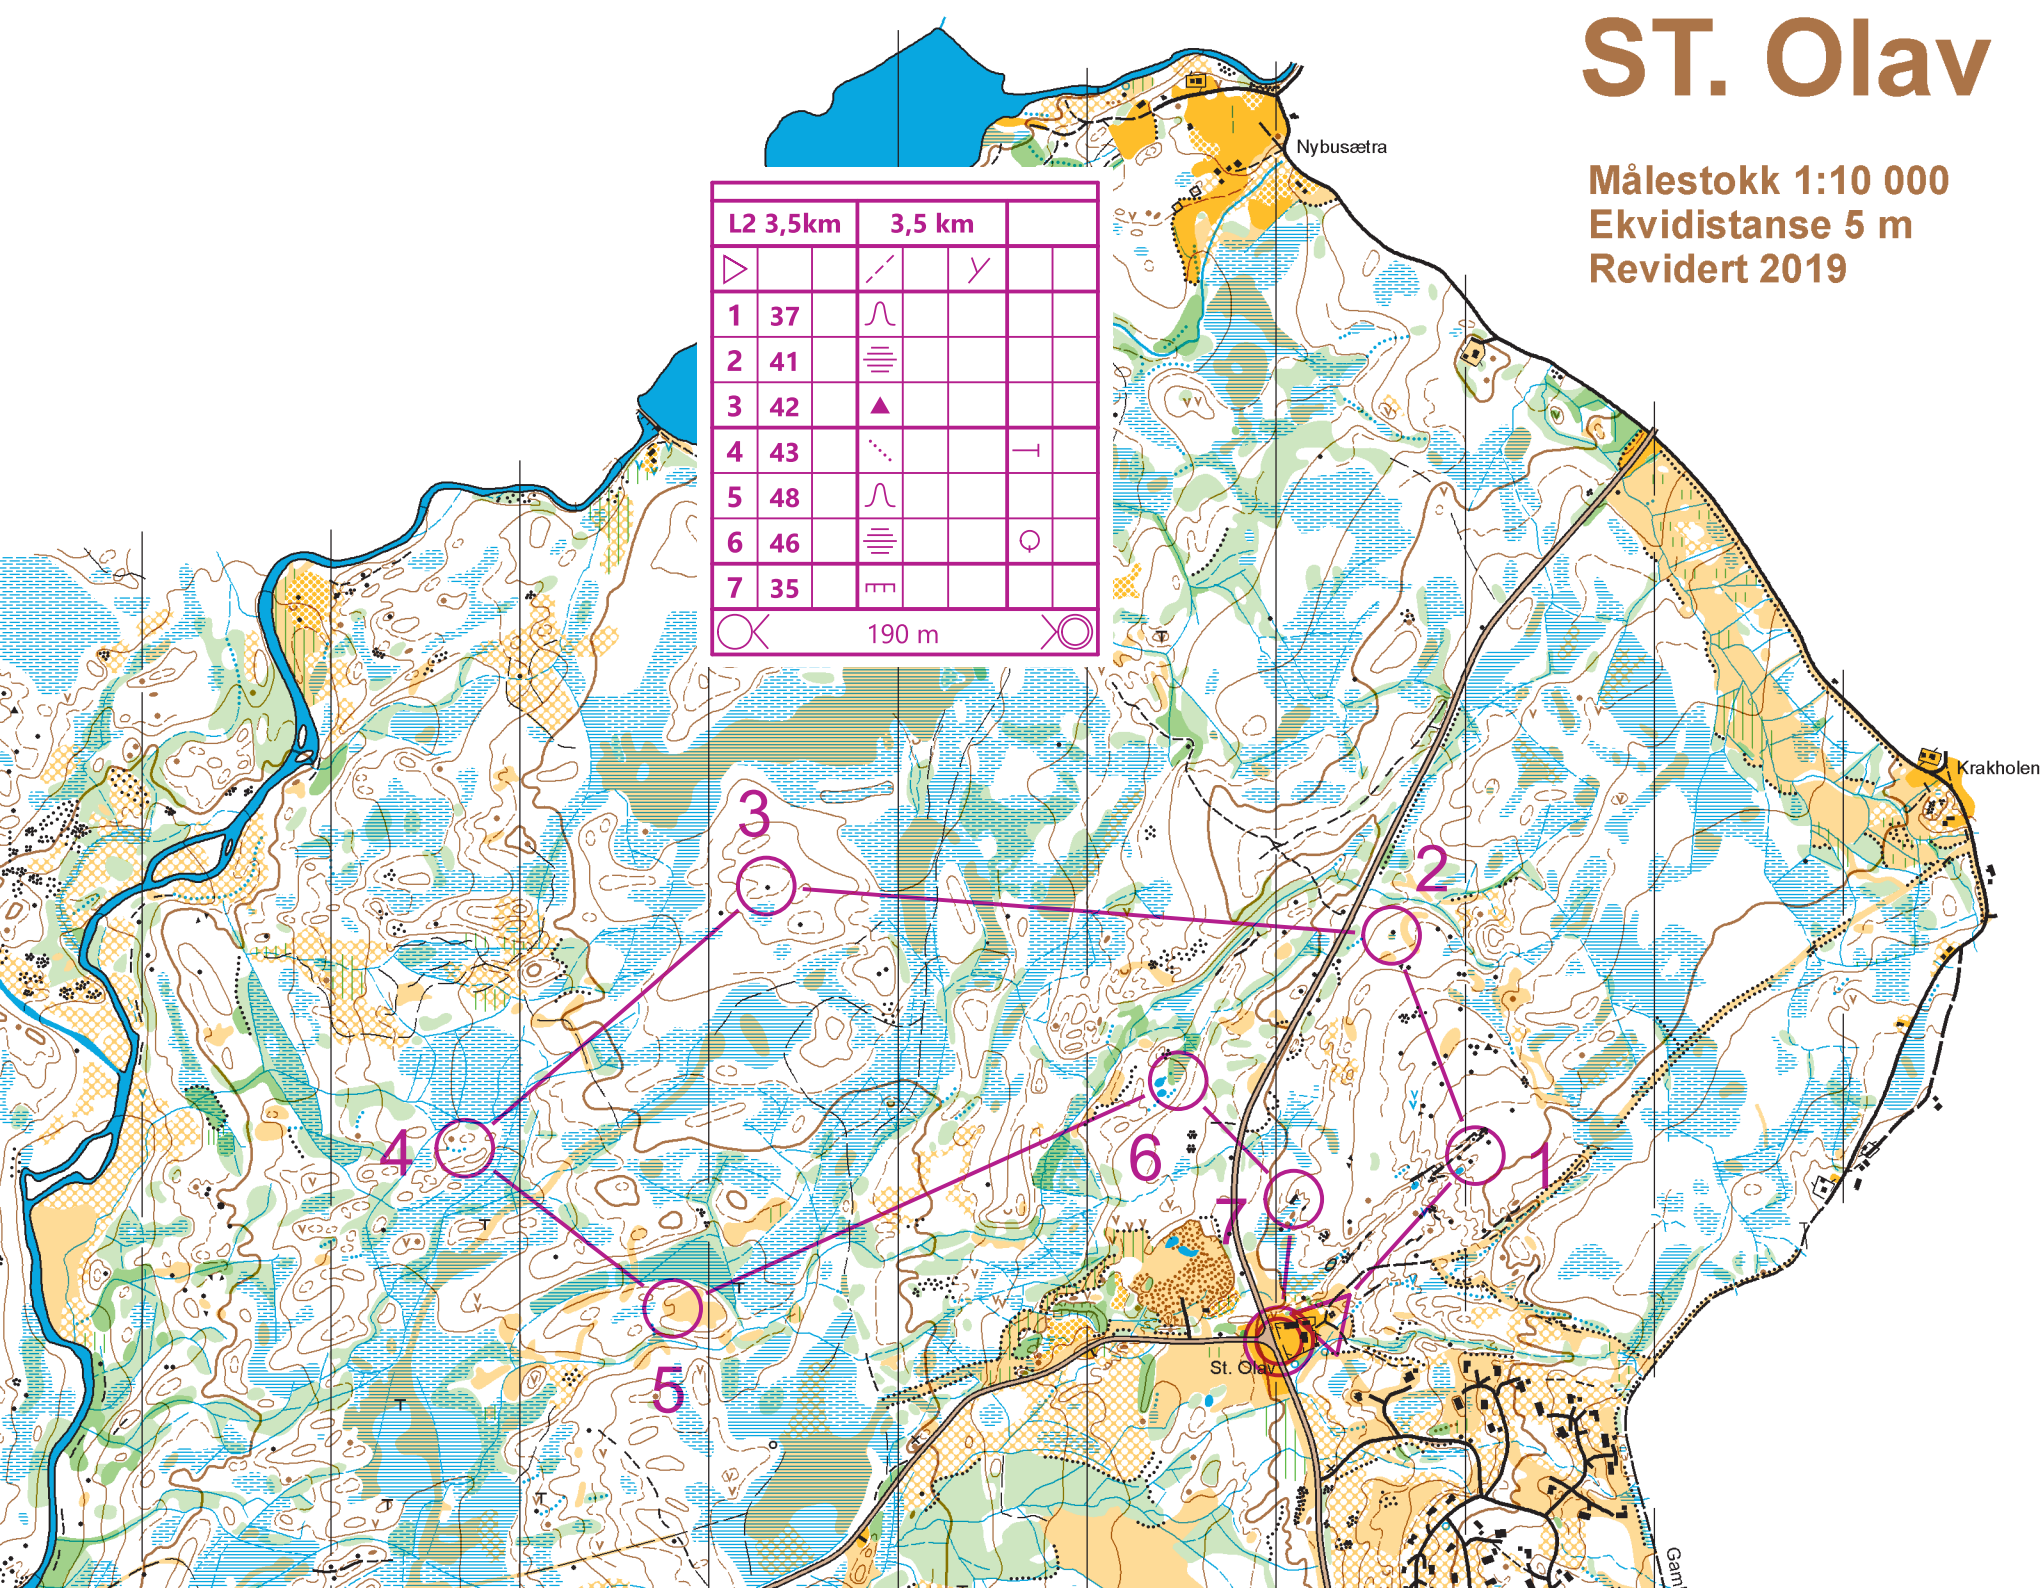 ST. Olav
Målestokk 1:10 000
Ekvidistanse 5 m
Revidert 2019
Nybusætra
L2 3,5km 3,5 km
1 37
2 41
3 42
4 43
5 48
6 46
7 35
190 m
Krakholen
3
2
4
6
1
7
5
St. Olav